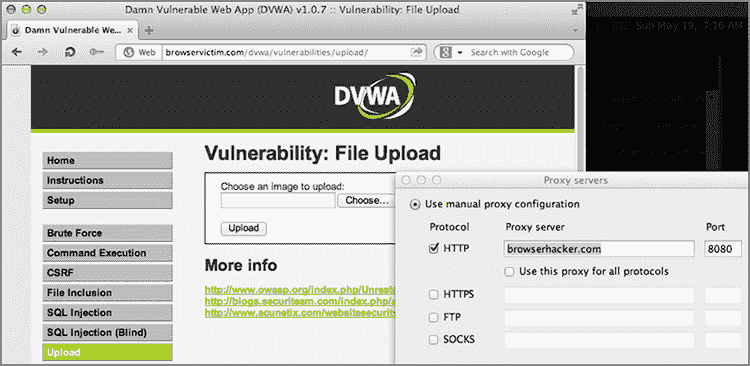 Damn Vulnerable Web App (DVWA) v1.0.7 :: Vulnerability: File Upload
Damn Vulnerable We...
Sun May 19, 7:16 AM
Web browservictim.com/dvwa/vulnerabilities/upload/
Search with Google
DVWA
Home
Instructions
Setup
Brute Force
Command Execution
CSRF
File Inclusion
SQL Injection
SQL Injection (Blind)
Upload
Vulnerability: File Upload
Choose an image to upload:
Choose...
Upload
More info
http://www.owasp.org/index.php/Unrest
http://blogs.securiteam.com/index.php/a
http://www.acunetix.com/websitesecurit
Proxy servers
Use manual proxy configuration
Protocol Proxy server Port
HTTP browserhacker.com 8080
Use this proxy for all protocols
HTTPS
FTP
SOCKS